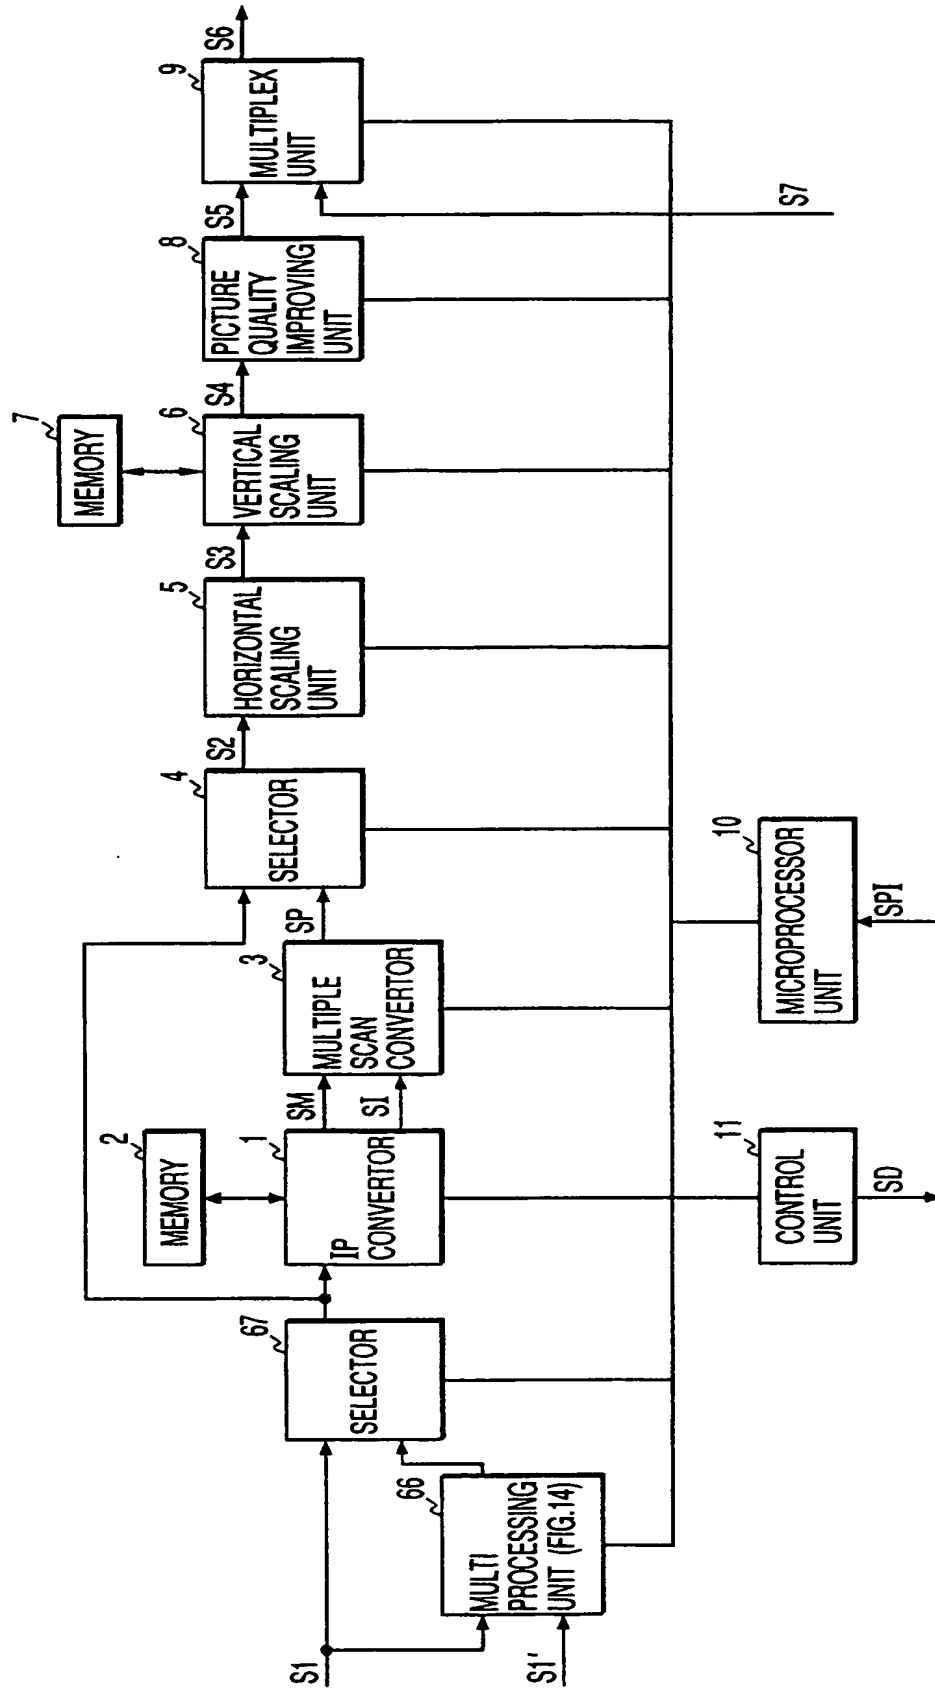 S1
S1'
66
MULTI
PROCESSING
UNIT (FIG.14)
67
SELECTOR
2
MEMORY
1
IP
CONVERTOR
SM
SI
3
MULTIPLE
SCAN
CONVERTOR
SP
4
SELECTOR
S2
5
HORIZONTAL
SCALING
UNIT
S3
7
MEMORY
6
VERTICAL
SCALING
UNIT
S4
8
PICTURE
QUALITY
IMPROVING
UNIT
S5
9
MULTIPLEX
UNIT
S6
S7
11
CONTROL
UNIT
SD
10
MICROPROCESSOR
UNIT
SPI